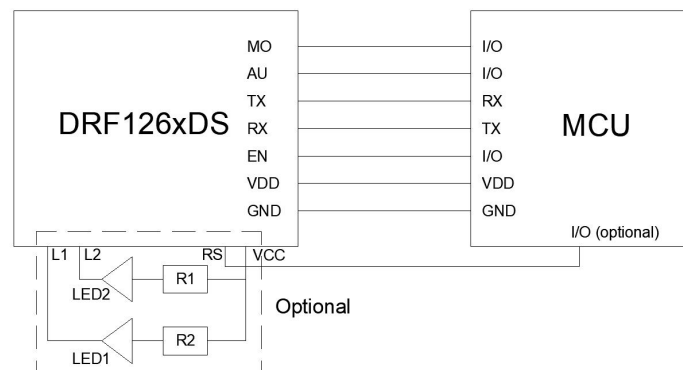 MO I/O
AU I/O
TX RX
DRF126xDS RX TX MCU
EN I/O
VDD VDD
GND GND
I/O (optional)
L1 L2 RS VCC
R1
LED2
Optional
R2
LED1